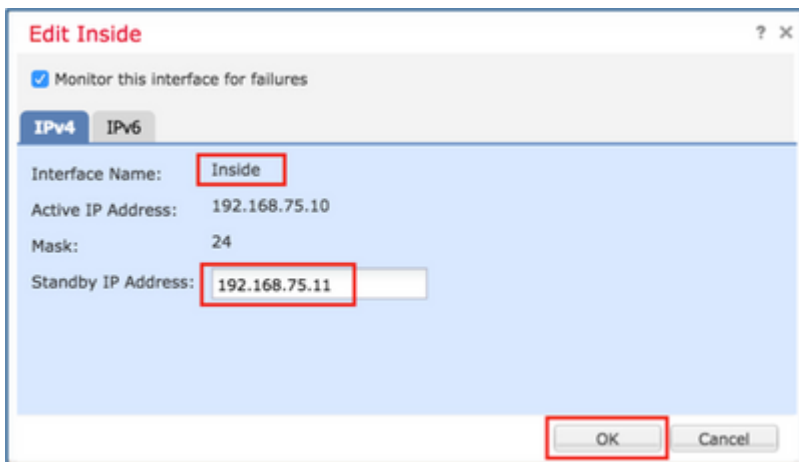 Edit Inside ? ×
Monitor this interface for failures
IPv4 IPv6
Interface Name: Inside
Active IP Address: 192.168.75.10
Mask: 24
Standby IP Address: 192.168.75.11
OK Cancel